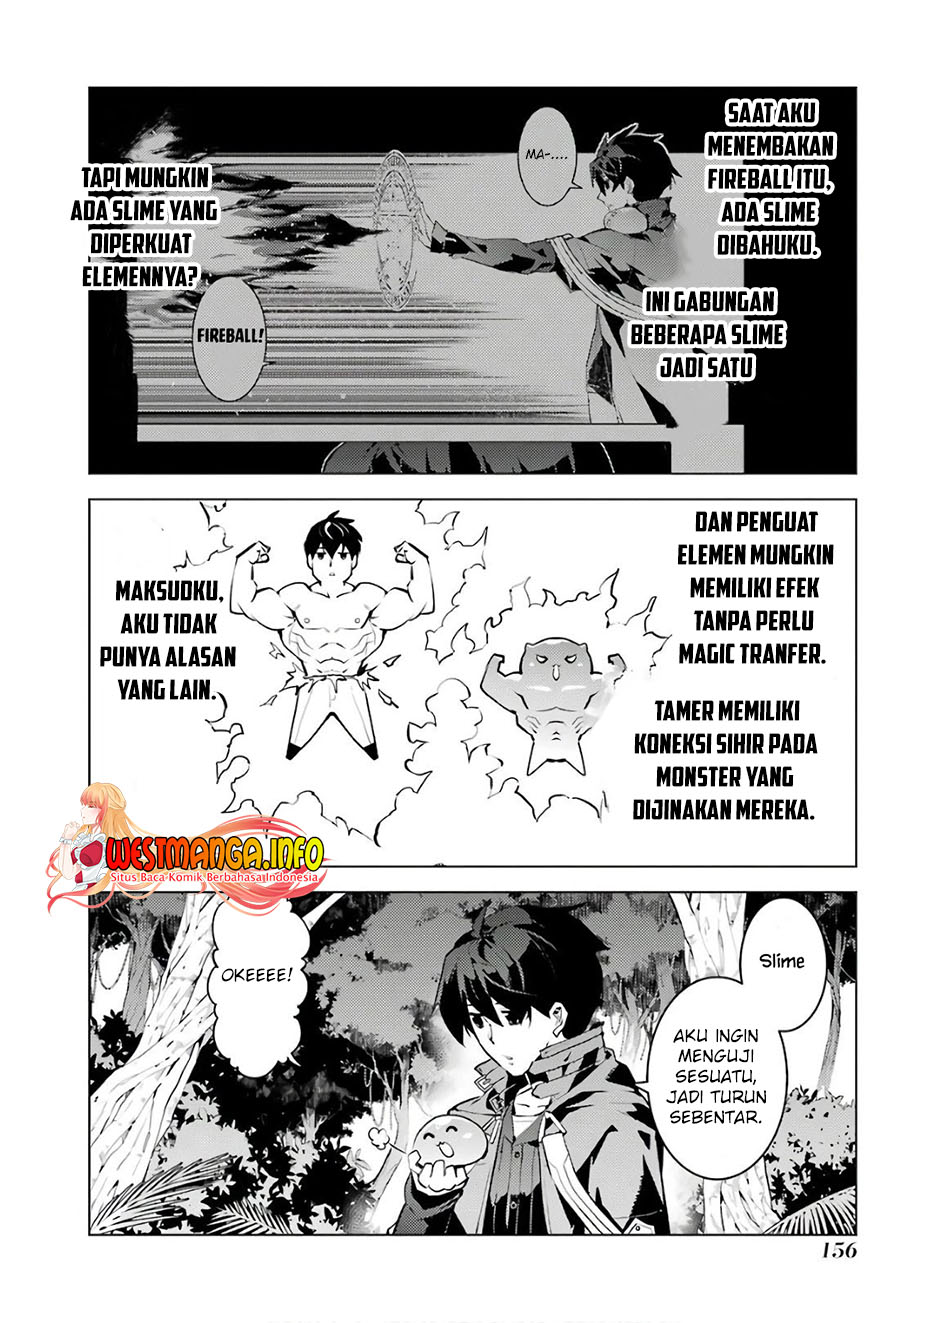 SAAT AKU
MENEMBAKAN
FIREBALL ITU,
ADA SLIME
DIBAHUKU.
MA-....
INI GABUNGAN
BEBERAPA SLIME
JADI SATU
TAPI MUNGKIN
ADA SLIME YANG
DIPERKUAT
ELEMENNYA?
FIREBALL!
DAN PENGUAT
ELEMEN MUNGKIN
MEMILIKI EFEK
TANPA PERLU
MAGIC TRANFER.
TAMER MEMILIKI
KONEKSI SIHIR PADA
MONSTER YANG
DIJINAKAN MEREKA.
MAKSUDKU,
AKU TIDAK
PUNYA ALASAN
YANG LAIN.
WESTMANGA.INFO
Situs Baca Komik Berbahasa Indonesia
Slime
AKU INGIN
MENGUJI
SESUATU,
JADI TURUN
SEBENTAR.
OKEEEE!
156